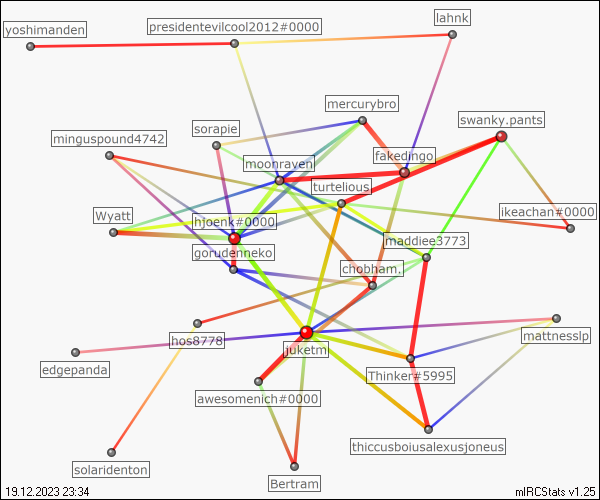 lahnk
yoshimanden
presidentevilcool2012#0000
mercurybro
swanky.pants
sorapie
minguspound4742
fakedingo
moonraven
turtelious
Wyatt
ikeachan#0000
hjoenk#0000
maddiee3773
gorudenneko
chobham.
hos8778
mattnesslp
juketm
edgepanda
Thinker#5995
awesomenich#0000
thiccusboiusalexusjoneus
solaridenton
Bertram
19.12.2023 23:34
mIRCStats v1.25